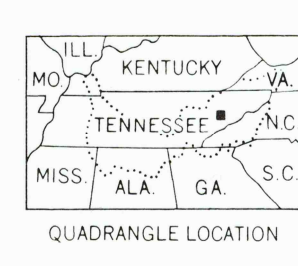 ILL.
KENTUCKY
MO.
VA.
TENNESSEE
N.C.
MISS.
ALA.
GA.
S.C.
QUADRANGLE LOCATION